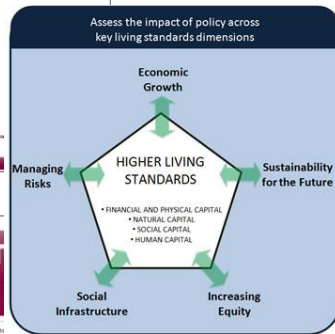 Assess the impact of policy across
key living standards dimensions
Economic
Growth
Managing
Risks
HIGHER LIVING
STANDARDS
• FINANCIAL AND PHYSICAL CAPITAL
• NATURAL CAPITAL
• SOCIAL CAPITAL
• HUMAN CAPITAL
Sustainability
for the Future
Social
Infrastructure
Increasing
Equity